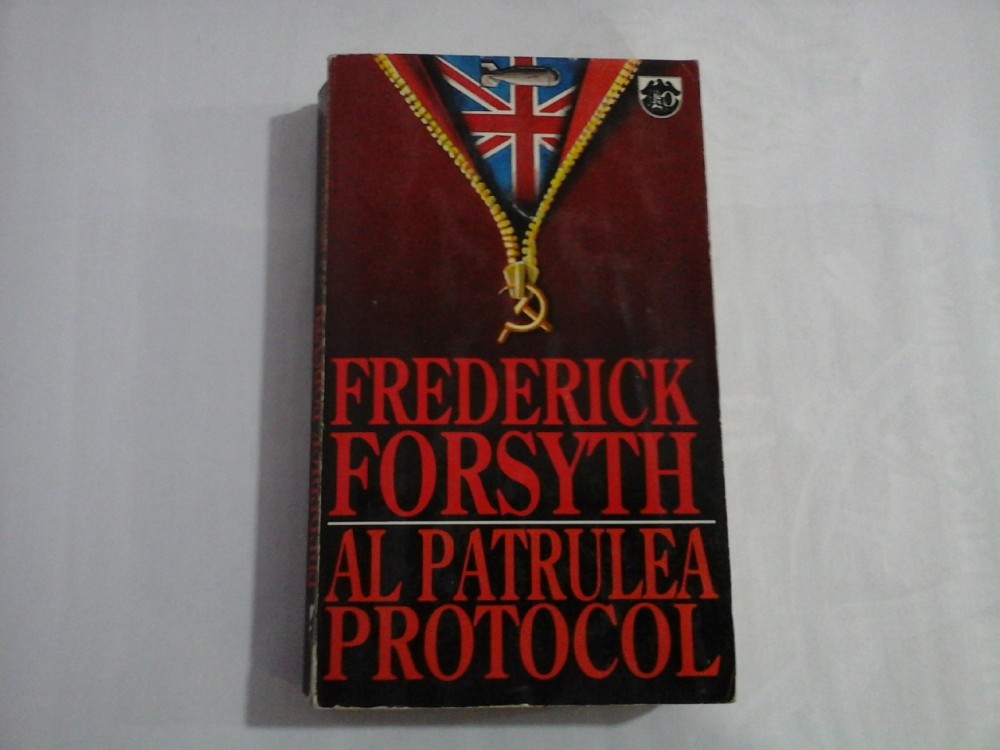 FREDERICK
FORSYTH
AL PATRULEA
PROTOCOL